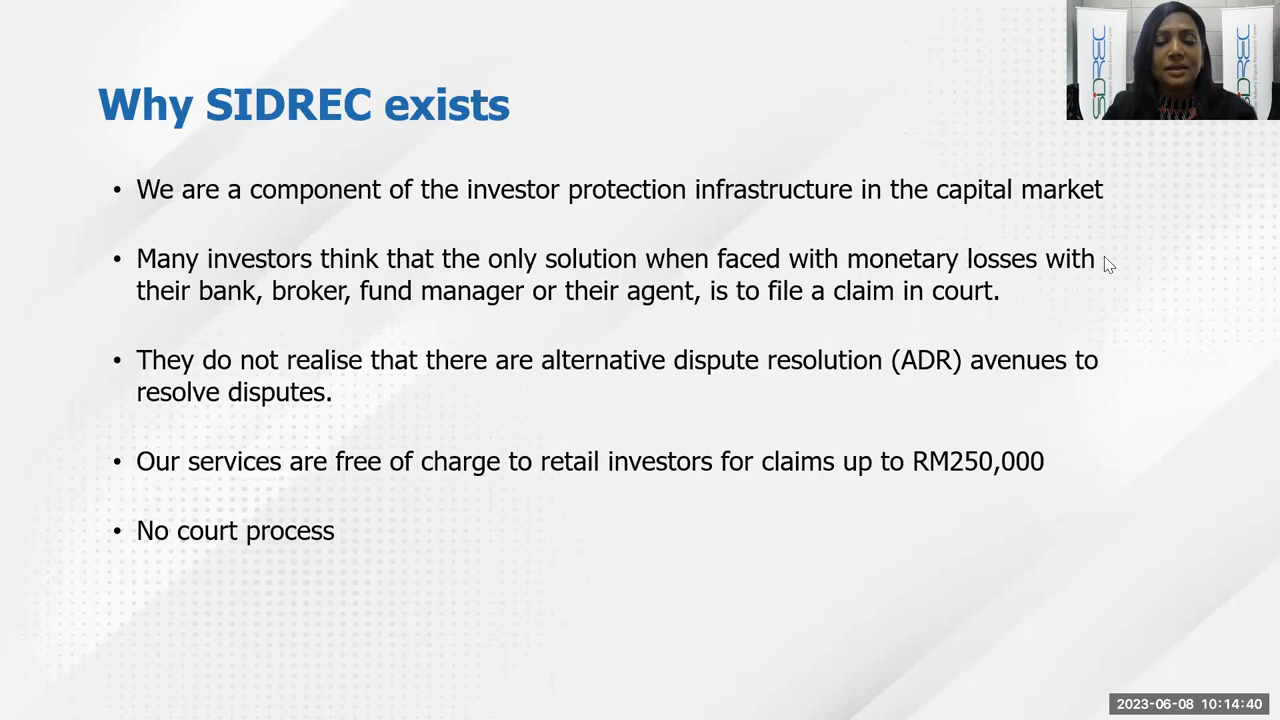 Why SIDREC exists
• We are a component of the investor protection infrastructure in the capital market
• Many investors think that the only solution when faced with monetary losses with
their bank, broker, fund manager or their agent, is to file a claim in court.
• They do not realise that there are alternative dispute resolution (ADR) avenues to
resolve disputes.
• Our services are free of charge to retail investors for claims up to RM250,000
• No court process
SIDREC
SIDREC
2023-06-08 10:14:40